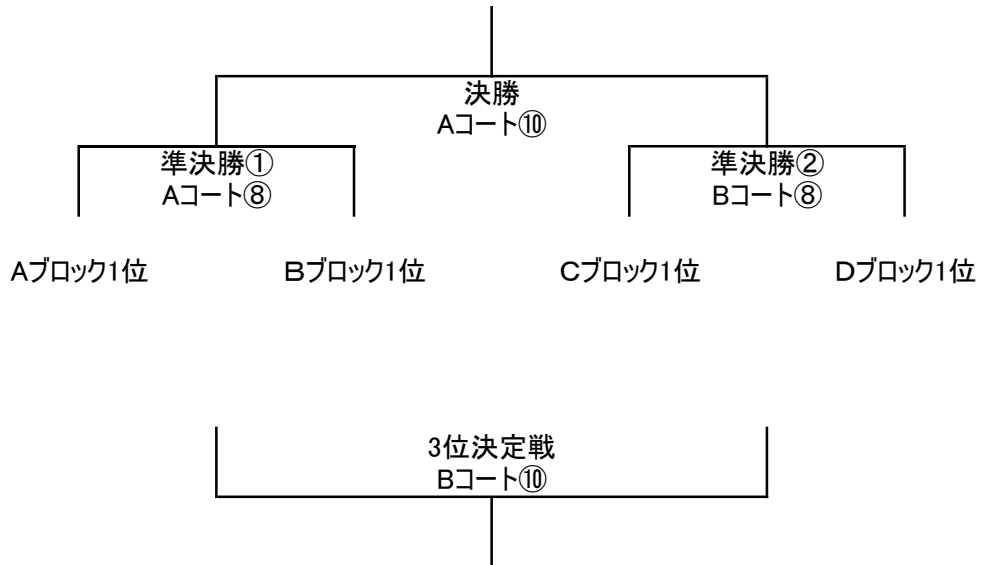 決勝
Aコート⑩
準決勝①
Aコート⑧
準決勝②
Bコート⑧
Aブロック1位
Bブロック1位
Cブロック1位
Dブロック1位
3位決定戦
Bコート⑩